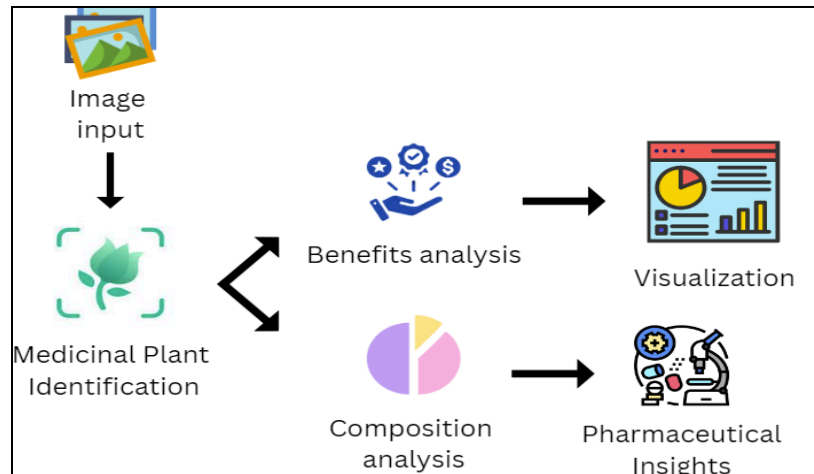 Image
input
Medicinal Plant
Identification
Benefits analysis
Visualization
Composition
analysis
Pharmaceutical
Insights